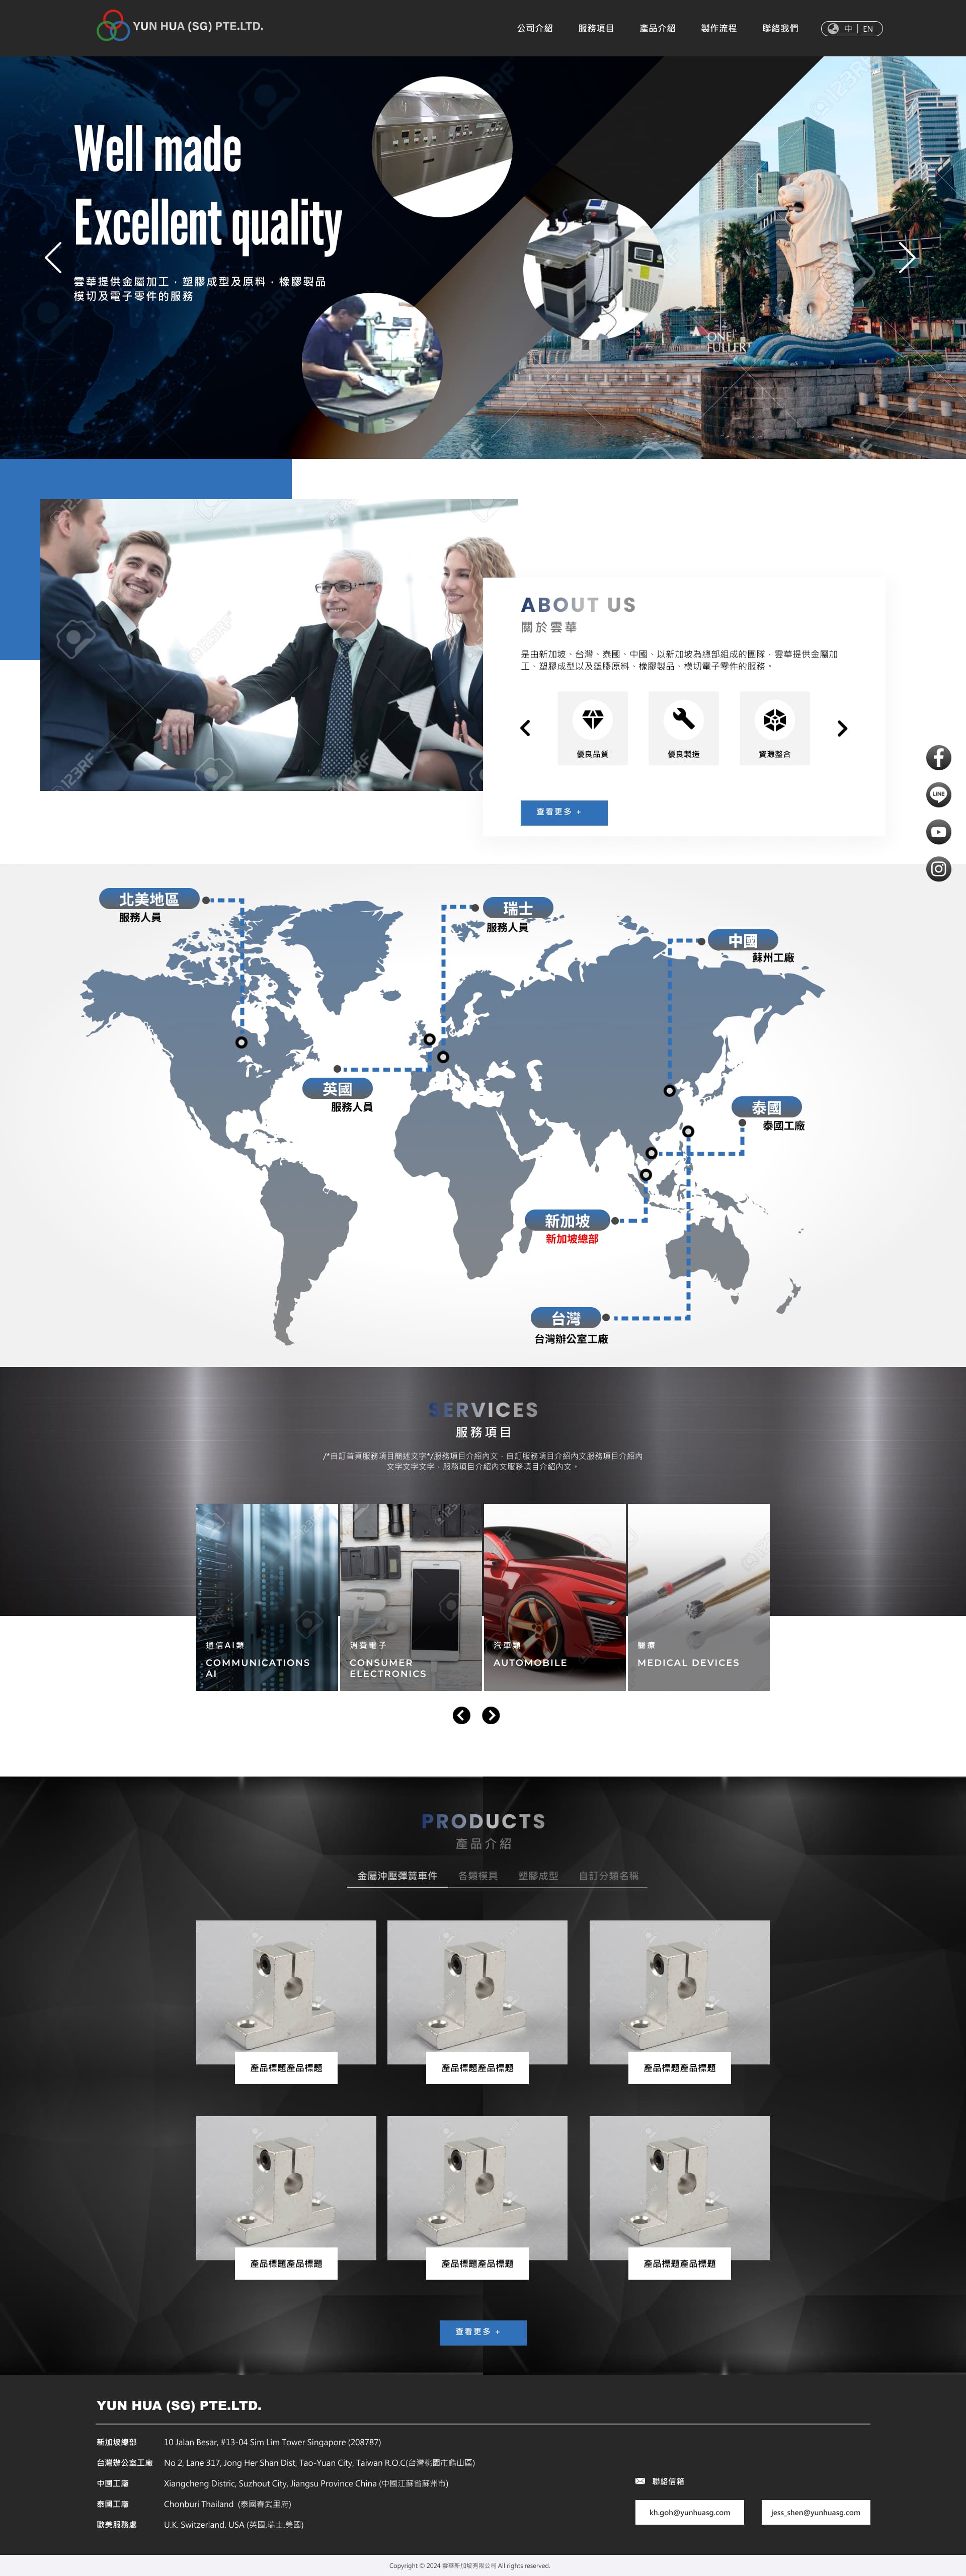 YUN HUA (SG) PTE.LTD.
公司介紹
服務項目
產品介紹
製作流程
聯絡我們
中 | EN
Well made
Excellent quality
雲華提供金屬加工﹑塑膠成型及原料﹑橡膠製品
模切及電子零件的服務
ONE
FULLERT
ABOUT US
關於雲華
是由新加坡、台灣、泰國、中國﹑以新加坡為總部組成的團隊﹑雲華提供金屬加
工、塑膠成型以及塑膠原料、橡膠製品、模切電子零件的服務。
優良品質
優良製造
資源整合
查看更多 +
LINE
北美地區
服務人員
瑞士
服務人員
中國
蘇州工廠
英國
服務人員
泰國
泰國工廠
新加坡
新加坡總部
台灣
台灣辦公室工廠
SERVICES
服務項目
/*自訂首頁服務項目簡述文字*/服務項目介紹內文﹑自訂服務項目介紹內文服務項目介紹內
文字文字文字﹑服務項目介紹內文服務項目介紹內文。
通信AI類
COMMUNICATIONS
AI
消費電子
CONSUMER
ELECTRONICS
汽車類
AUTOMOBILE
醫療
MEDICAL DEVICES
PRODUCTS
產品介紹
金屬沖壓彈簧車件
各類模具
塑膠成型
自訂分類名稱
產品標題產品標題
產品標題產品標題
產品標題產品標題
產品標題產品標題
產品標題產品標題
產品標題產品標題
查看更多 +
YUN HUA (SG) PTE.LTD.
新加坡總部 10 Jalan Besar, #13-04 Sim Lim Tower Singapore (208787)
台灣辦公室工廠 No 2, Lane 317, Jong Her Shan Dist, Tao-Yuan City, Taiwan R.O.C(台灣桃園市龜山區)
中國工廠 Xiangcheng Distric, Suzhout City, Jiangsu Province China (中國江蘇省蘇州市)
泰國工廠 Chonburi Thailand (泰國春武里府)
歐美服務處 U.K. Switzerland. USA (英國.瑞士.美國)
聯絡信箱
kh.goh@yunhuasg.com
jess_shen@yunhuasg.com
Copyright © 2024 雲華新加坡有限公司 All rights reserved.